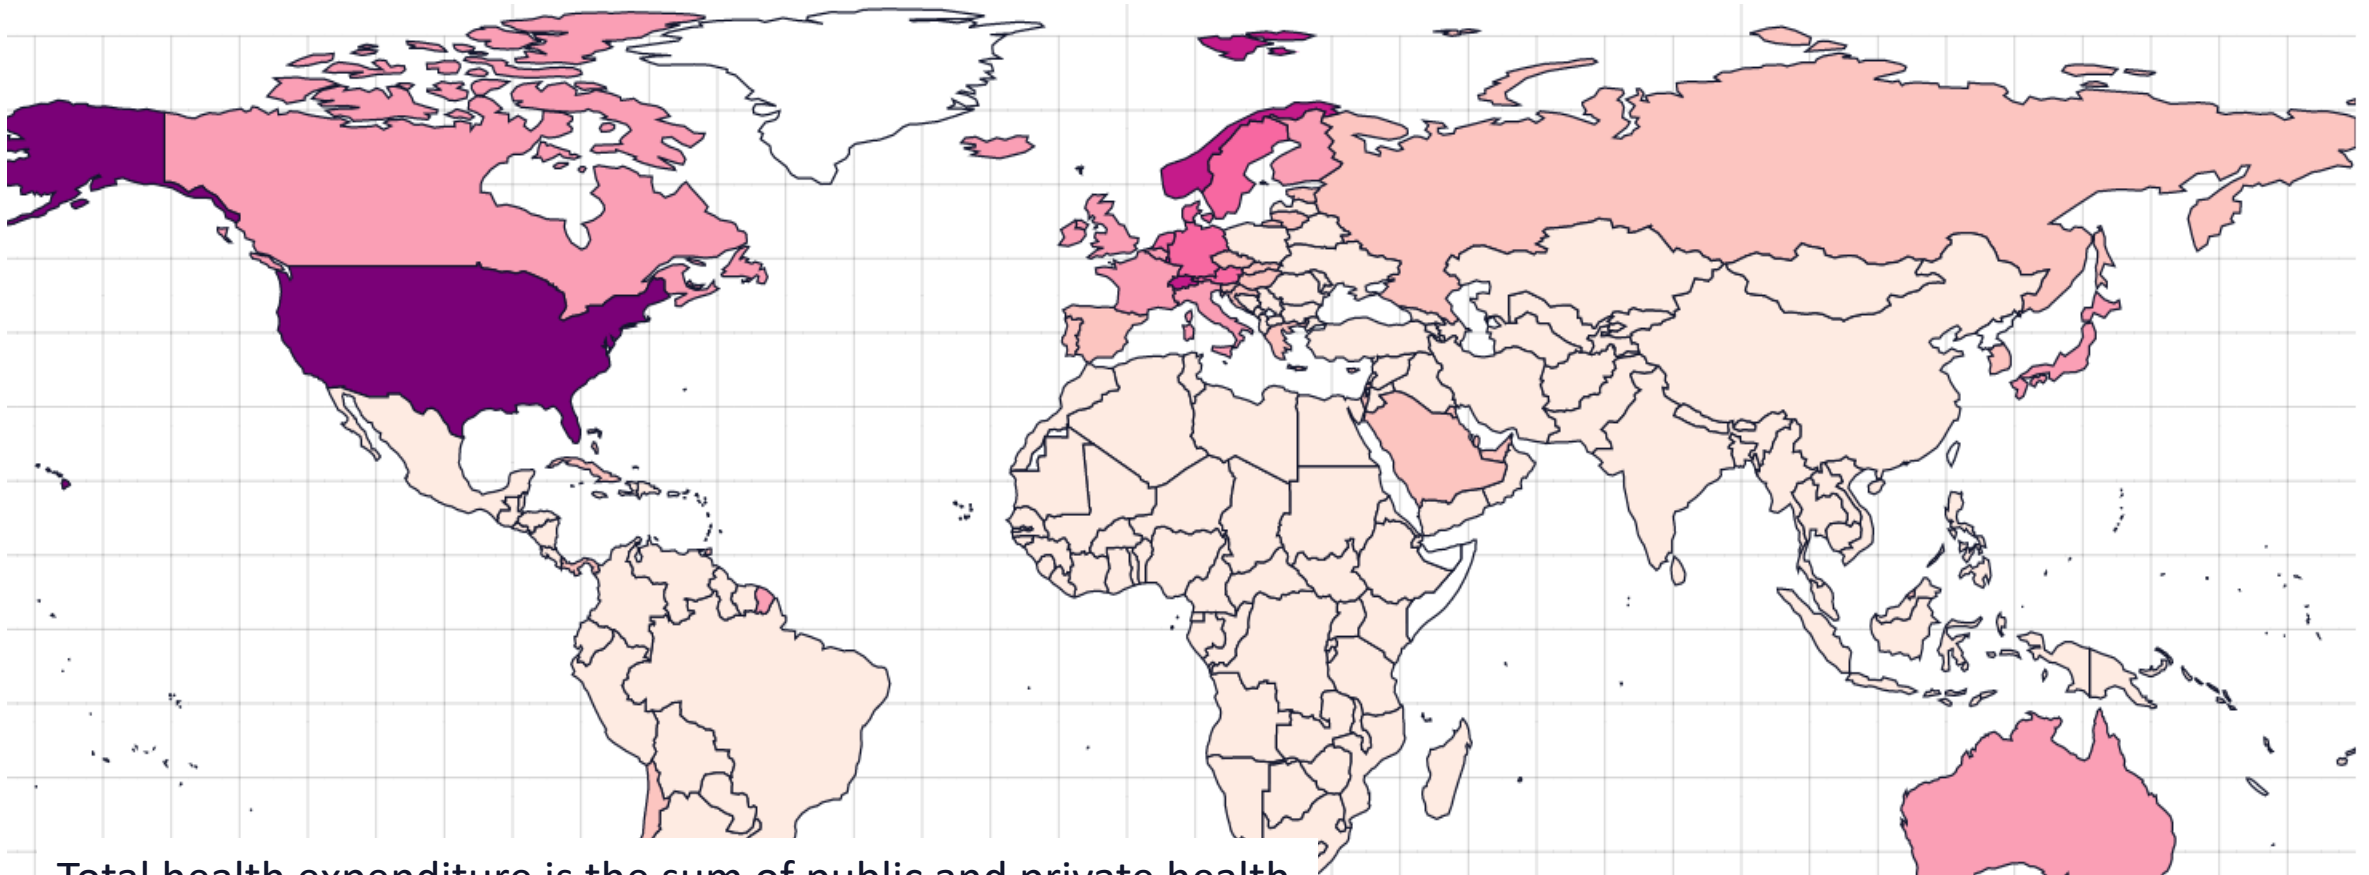 Total health expenditure is the sum of public and private health